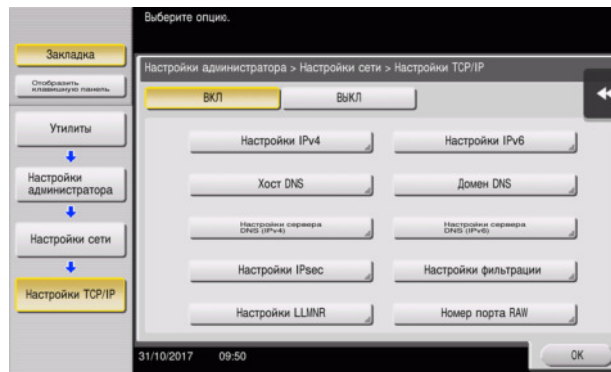 Выберите опцию.
Закладка
Отобразить
клавишную панель
Утилиты
Настройки
администратора
Настройки сети
Настройки TCP/IP
Настройки администратора > Настройки сети > Настройки TCP/IP
ВКЛ
ВЫКЛ
Настройки IPv4
Настройки IPv6
Хост DNS
Домен DNS
Настройки сервера
DNS (IPv4)
Настройки сервера
DNS (IPv6)
Настройки IPsec
Настройки фильтрации
Настройки LLMNR
Номер порта RAW
31/10/2017 09:50
OK